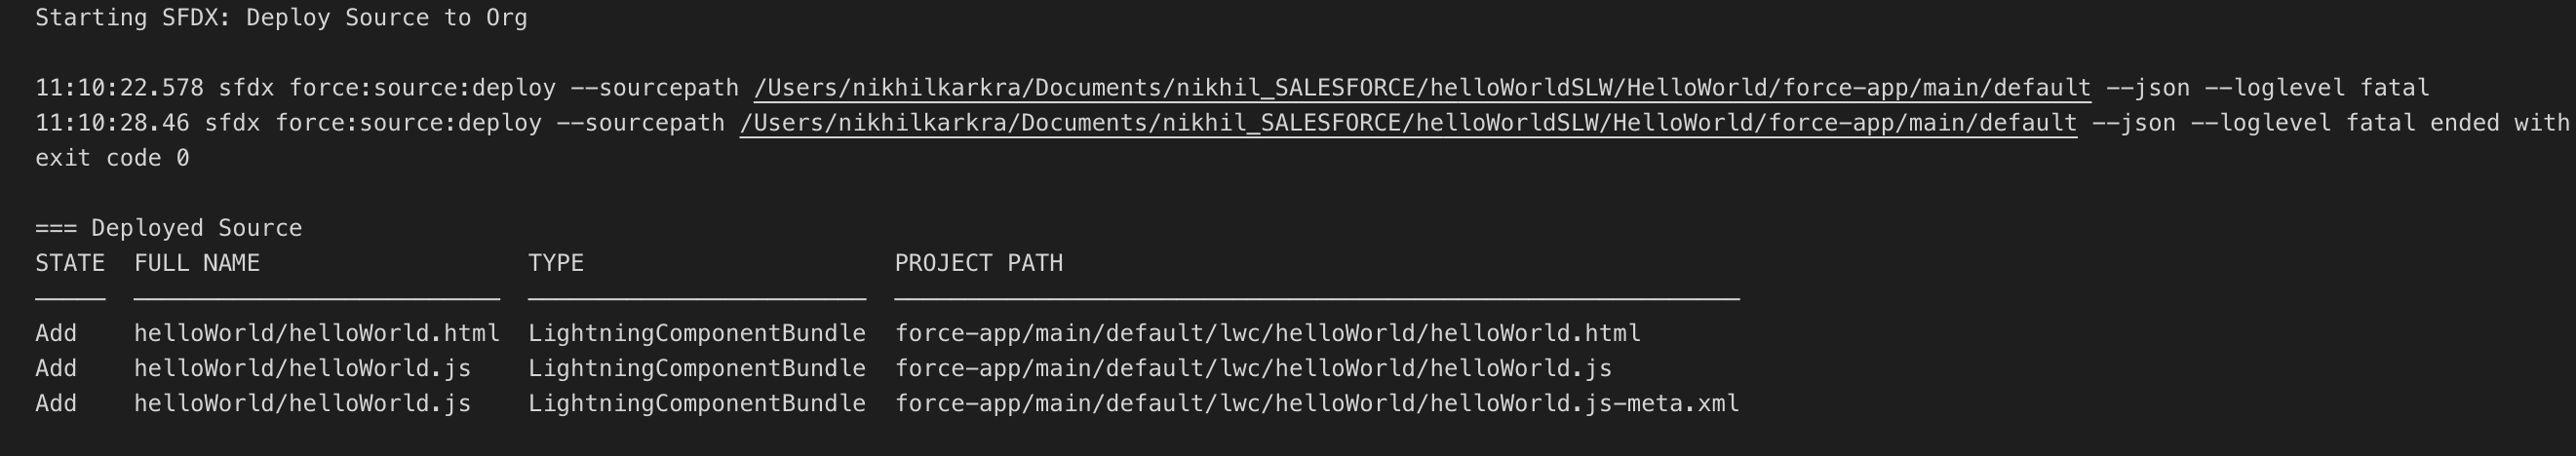 Starting SFDX: Deploy Source to Org
11:10:22.578 sfdx force:source:deploy --sourcepath /Users/nikhilkarkra/Documents/nikhil_SALESFORCE/helloWorldSLW/HelloWorld/force-app/main/default --json --loglevel fatal
11:10:28.46 sfdx force:source:deploy --sourcepath /Users/nikhilkarkra/Documents/nikhil_SALESFORCE/helloWorldSLW/HelloWorld/force-app/main/default --json --loglevel fatal ended with
exit code 0
=== Deployed Source
STATE  FULL NAME                   TYPE                      PROJECT PATH
Add    helloWorld/helloWorld.html  LightningComponentBundle  force-app/main/default/lwc/helloWorld/helloWorld.html
Add    helloWorld/helloWorld.js    LightningComponentBundle  force-app/main/default/lwc/helloWorld/helloWorld.js
Add    helloWorld/helloWorld.js    LightningComponentBundle  force-app/main/default/lwc/helloWorld/helloWorld.js-meta.xml